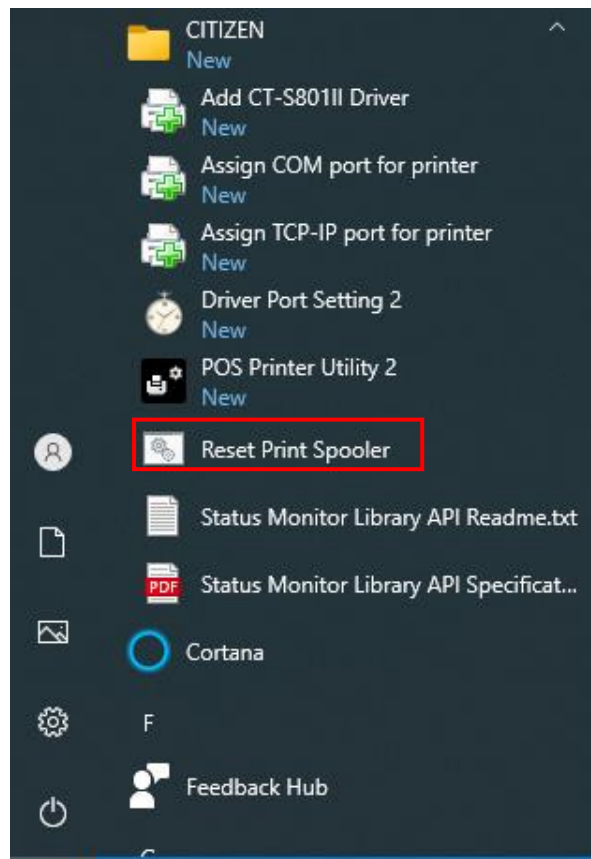 CITIZEN
New
Add CT-S801II Driver
New
Assign COM port for printer
New
Assign TCP-IP port for printer
New
Driver Port Setting 2
New
POS Printer Utility 2
New
Reset Print Spooler
Status Monitor Library API Readme.txt
PDF Status Monitor Library API Specificat...
Cortana
F
Feedback Hub